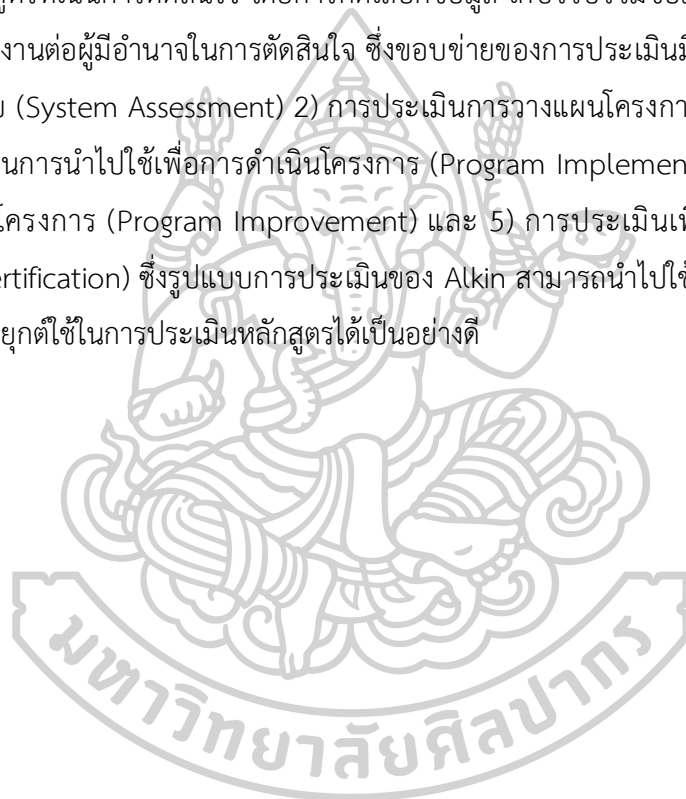 งานต่อผู้มีอำนาจในการตัดสินใจ ซึ่งขอบข่ายของการประเมินมี
(System Assessment) 2) การประเมินการวางแผนโครงกา
นการนำไปใช้เพื่อการดำเนินโครงการ (Program Implemen
โครงการ (Program Improvement) และ 5) การประเมินเพื
ertification) ซึ่งรูปแบบการประเมินของ Alkin สามารถนำไปใช้
ยุกต์ใช้ในการประเมินหลักสูตรได้เป็นอย่างดี
มหาวิทยาลัยศิลปากร